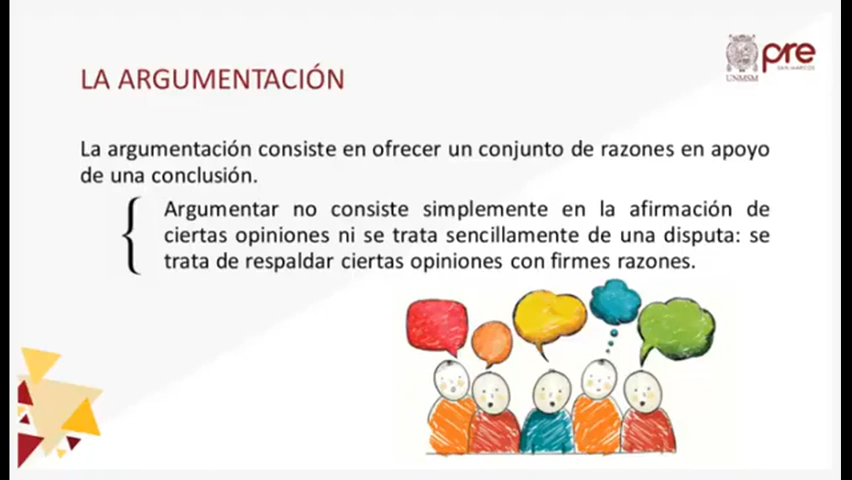 LA ARGUMENTACIÓN
UNMSM
pre
SAN MARCOS
La argumentación consiste en ofrecer un conjunto de razones en apoyo
de una conclusión.
Argumentar no consiste simplemente en la afirmación de
ciertas opiniones ni se trata sencillamente de una disputa: se
trata de respaldar ciertas opiniones con firmes razones.